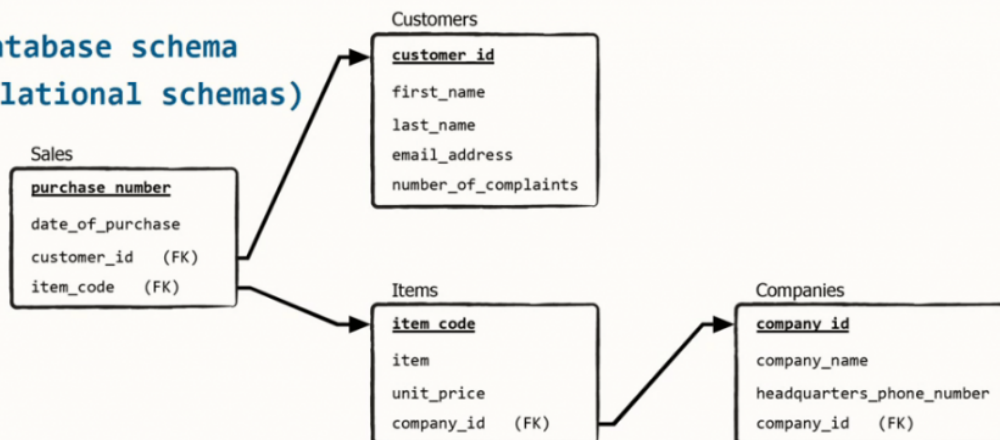 Customers
tabase schema
lational schemas)
customer_id
first_name
last_name
email_address
number_of_complaints
Sales
purchase_number
date_of_purchase
customer_id (FK)
item_code (FK)
Items
item_code
item
unit_price
company_id (FK)
Companies
company_id
company_name
headquarters_phone_number
company_id (FK)